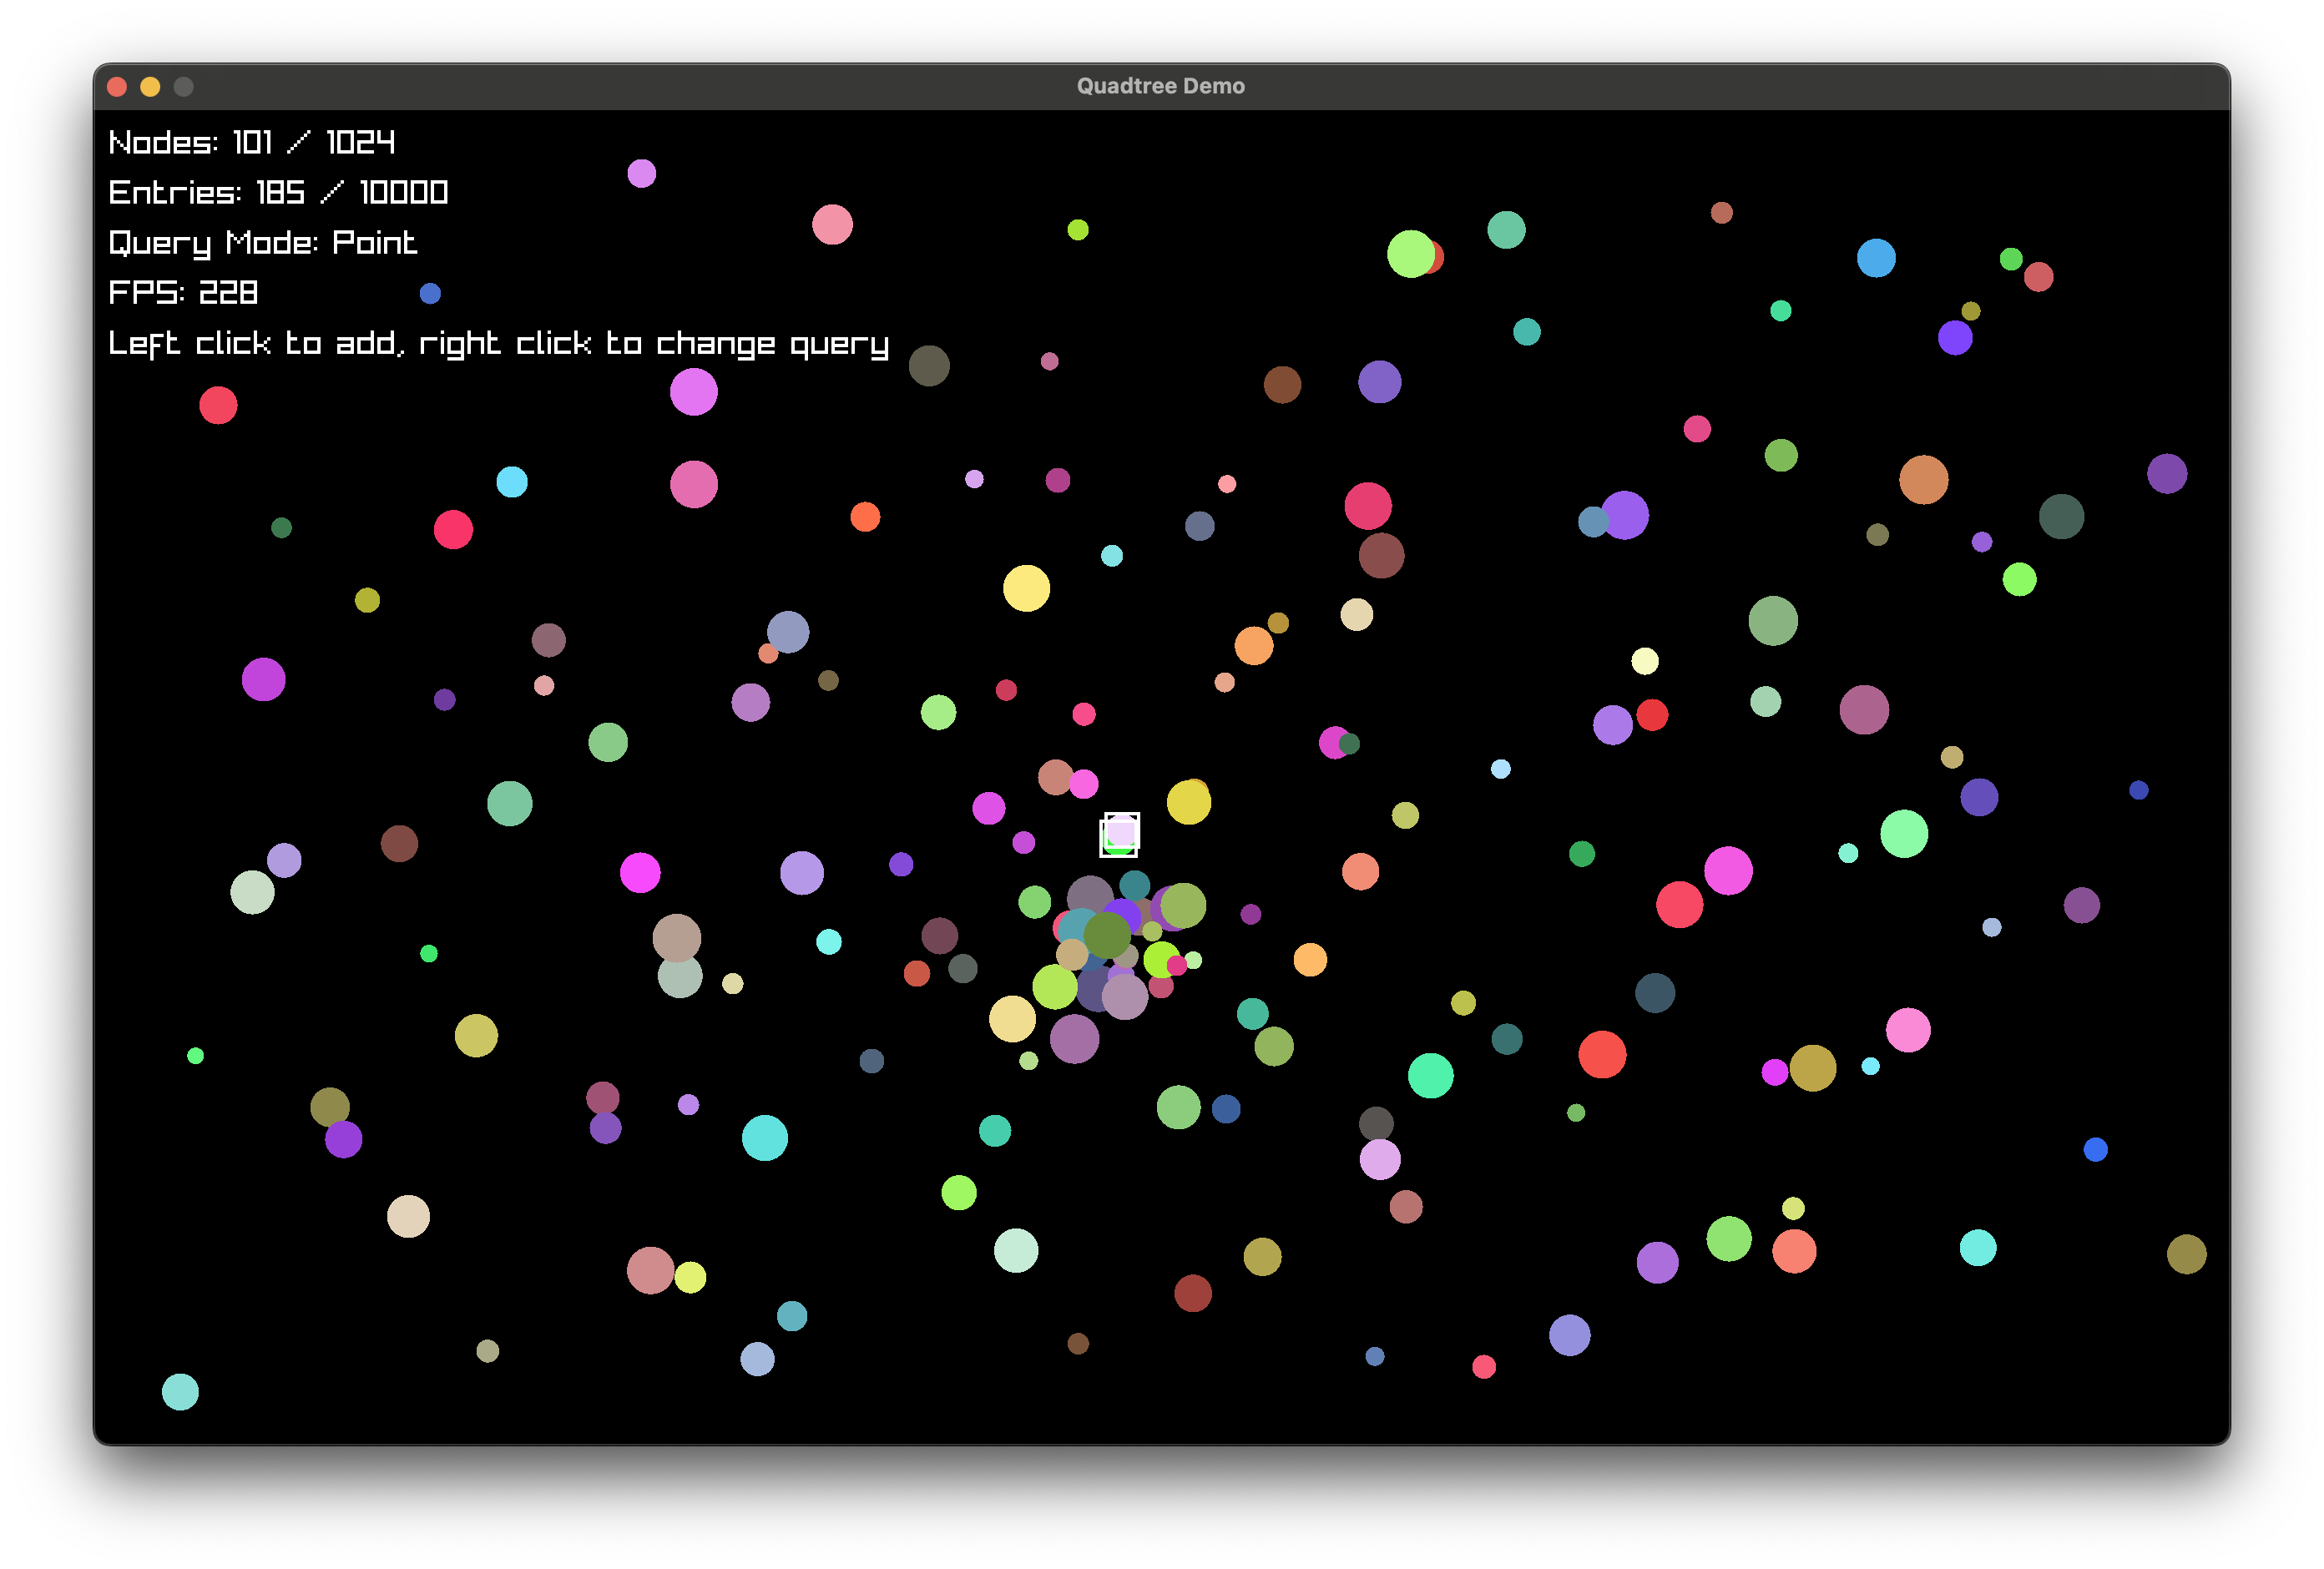 Quadtree Demo
Nodes: 101 / 1024
Entries: 185 / 10000
Query Mode: Point
FPS: 228
Left click to add, right click to change query